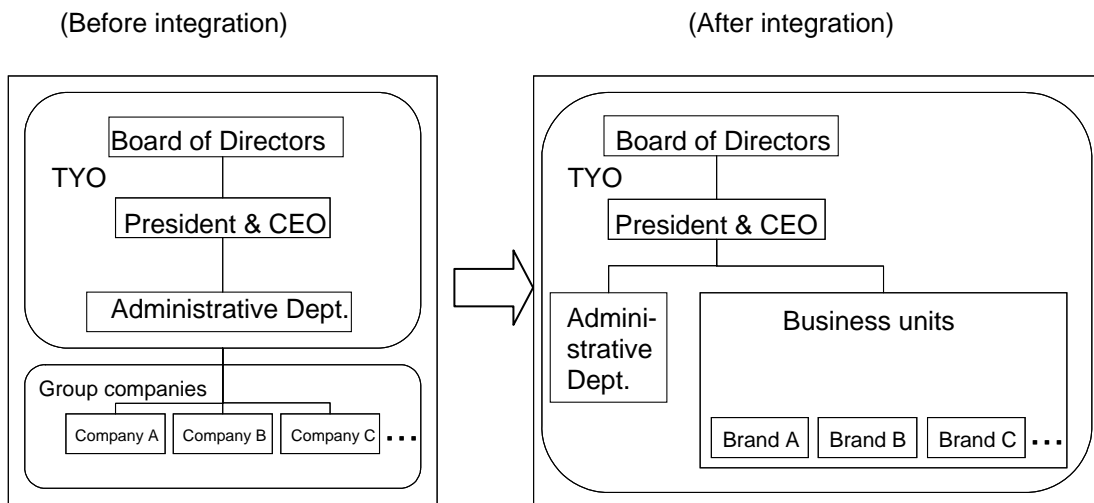 (Before integration)
(After integration)
Board of Directors
TYO
President & CEO
Administrative Dept.
Group companies
Company A
Company B
Company C
...
Board of Directors
TYO
President & CEO
Admini-
strative
Dept.
Business units
Brand A
Brand B
Brand C
...